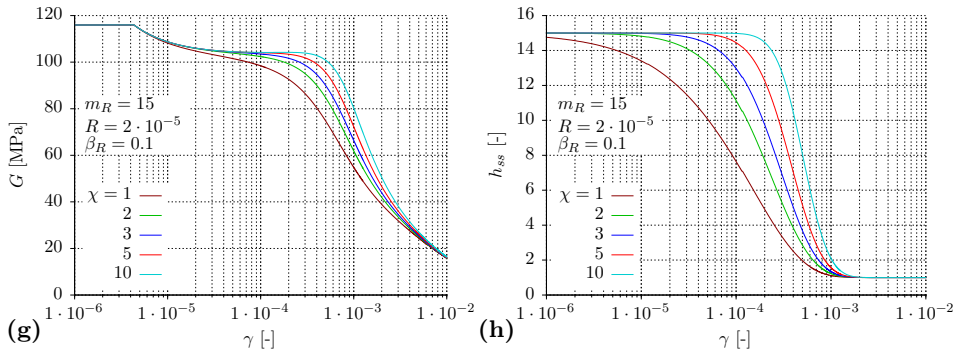 120
100
80
60
40
20
0
G [MPa]
m_R = 15
R = 2 · 10^−5
β_R = 0.1
χ = 1
2
3
5
10
1 · 10^−6 1 · 10^−5 1 · 10^−4 1 · 10^−3 1 · 10^−2
(g) γ [-]
16
14
12
10
8
6
4
2
0
h_ss [-]
m_R = 15
R = 2 · 10^−5
β_R = 0.1
χ = 1
2
3
5
10
1 · 10^−6 1 · 10^−5 1 · 10^−4 1 · 10^−3 1 · 10^−2
(h) γ [-]